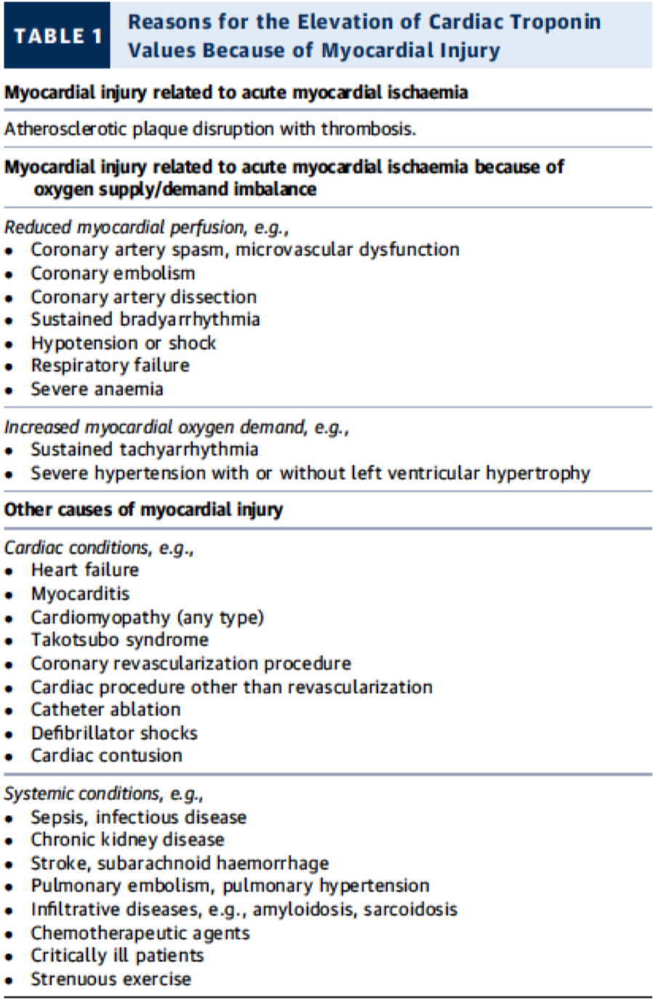 TABLE 1
Reasons for the Elevation of Cardiac Troponin
Values Because of Myocardial Injury
Myocardial injury related to acute myocardial ischaemia
Atherosclerotic plaque disruption with thrombosis.
Myocardial injury related to acute myocardial ischaemia because of
oxygen supply/demand imbalance
Reduced myocardial perfusion, e.g.,
• Coronary artery spasm, microvascular dysfunction
• Coronary embolism
• Coronary artery dissection
• Sustained bradyarrhythmia
• Hypotension or shock
• Respiratory failure
• Severe anaemia
Increased myocardial oxygen demand, e.g.,
• Sustained tachyarrhythmia
• Severe hypertension with or without left ventricular hypertrophy
Other causes of myocardial injury
Cardiac conditions, e.g.,
• Heart failure
• Myocarditis
• Cardiomyopathy (any type)
• Takotsubo syndrome
• Coronary revascularization procedure
• Cardiac procedure other than revascularization
• Catheter ablation
• Defibrillator shocks
• Cardiac contusion
Systemic conditions, e.g.,
• Sepsis, infectious disease
• Chronic kidney disease
• Stroke, subarachnoid haemorrhage
• Pulmonary embolism, pulmonary hypertension
• Infiltrative diseases, e.g., amyloidosis, sarcoidosis
• Chemotherapeutic agents
• Critically ill patients
• Strenuous exercise